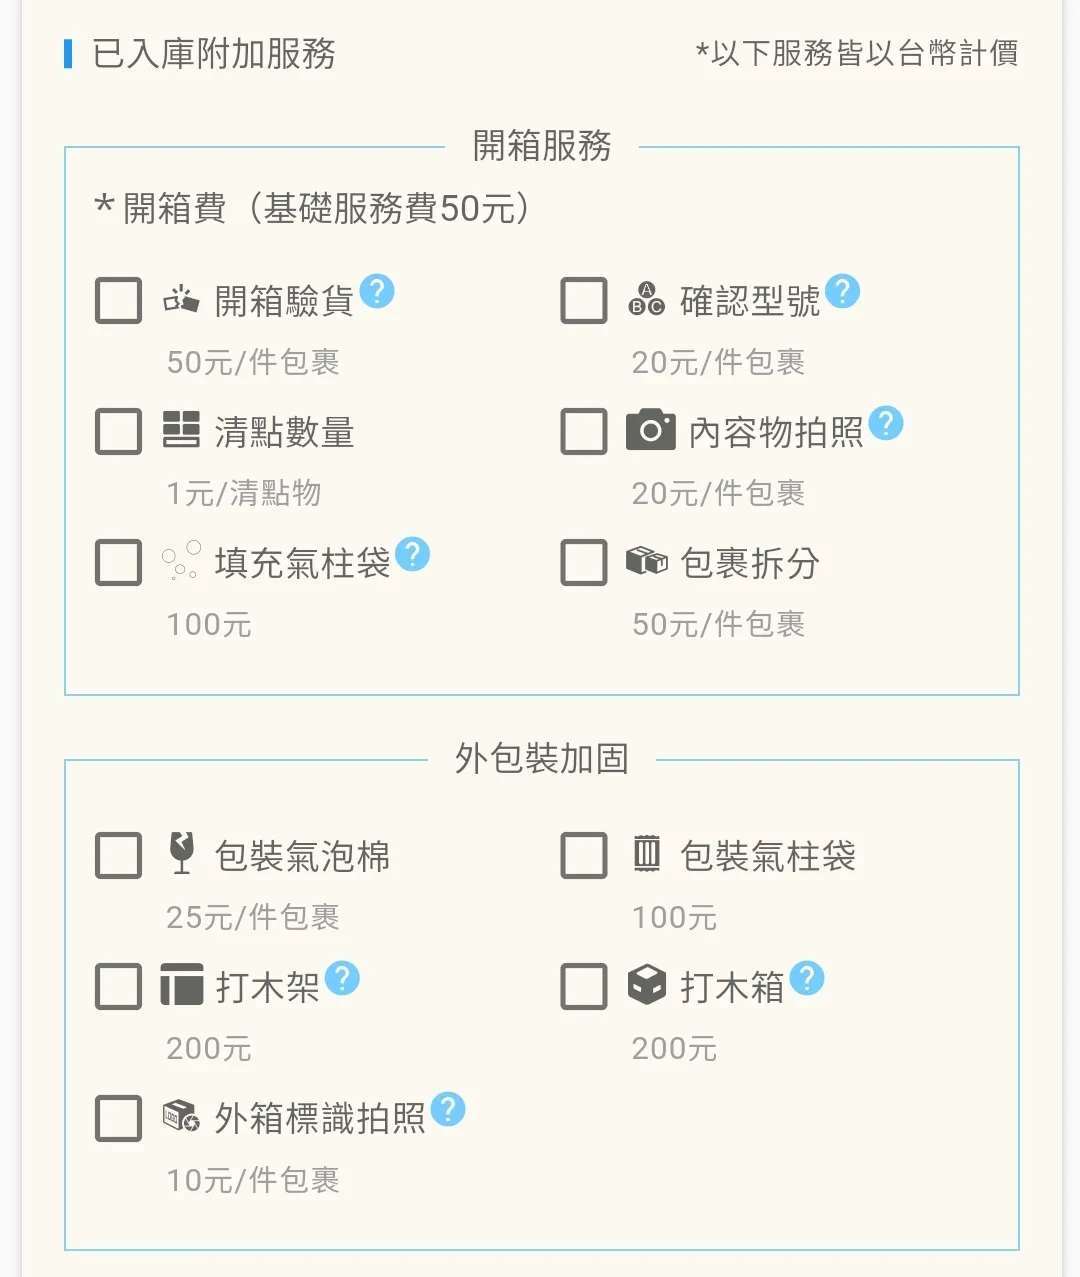 已入庫附加服務
*以下服務皆以台幣計價
開箱服務
*開箱費（基礎服務費50元）
開箱驗貨?
確認型號?
50元/件包裹
20元/件包裹
清點數量
內容物拍照?
1元/清點物
20元/件包裹
填充氣柱袋?
包裹拆分
100元
50元/件包裹
外包裝加固
包裝氣泡棉
包裝氣柱袋
25元/件包裹
100元
打木架?
打木箱?
200元
200元
外箱標識拍照?
10元/件包裹